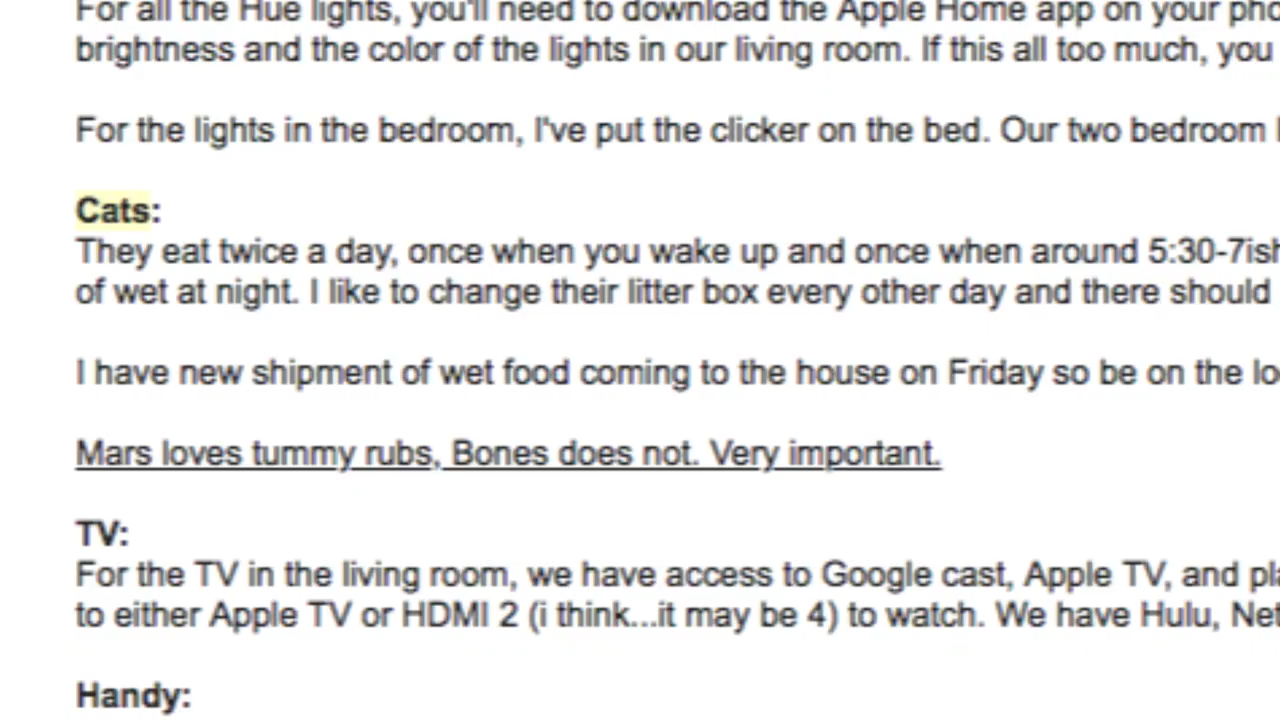 For all the Hue lights, you'll need to download the Apple Home app on your
brightness and the color of the lights in our living room. If this all too much, you
For the lights in the bedroom, I've put the clicker on the bed. Our two bedroom
Cats:
They eat twice a day, once when you wake up and once when around 5:30-7ish
of wet at night. I like to change their litter box every other day and there should
I have new shipment of wet food coming to the house on Friday so be on the
Mars loves tummy rubs, Bones does not. Very important.
TV:
For the TV in the living room, we have access to Google cast, Apple TV, and
to either Apple TV or HDMI 2 (i think...it may be 4) to watch. We have Hulu,
Handy: